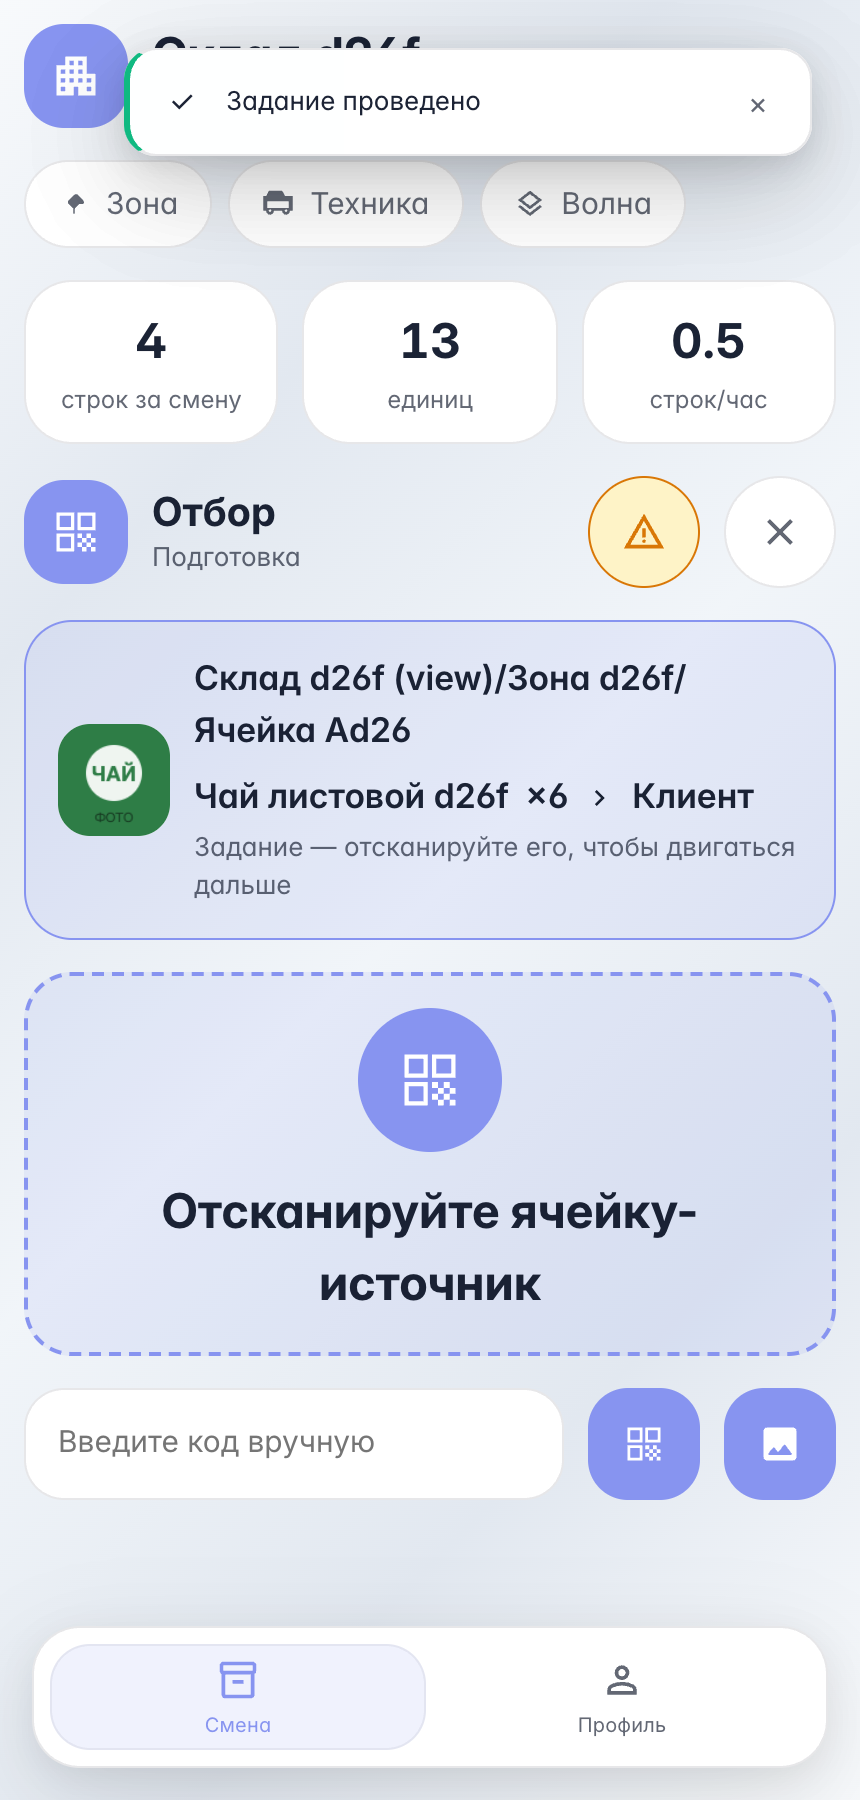 Склад d26f
Задание проведено
Зона
Техника
Волна
4
13
0.5
строк за смену
единиц
строк/час
Отбор
Подготовка
Склад d26f (view)/Зона d26f/
Ячейка Ad26
ЧАЙ
ФОТО
Чай листовой d26f ×6 › Клиент
Задание — отсканируйте его, чтобы двигаться
дальше
Отсканируйте ячейку-
источник
Введите код вручную
Смена
Профиль